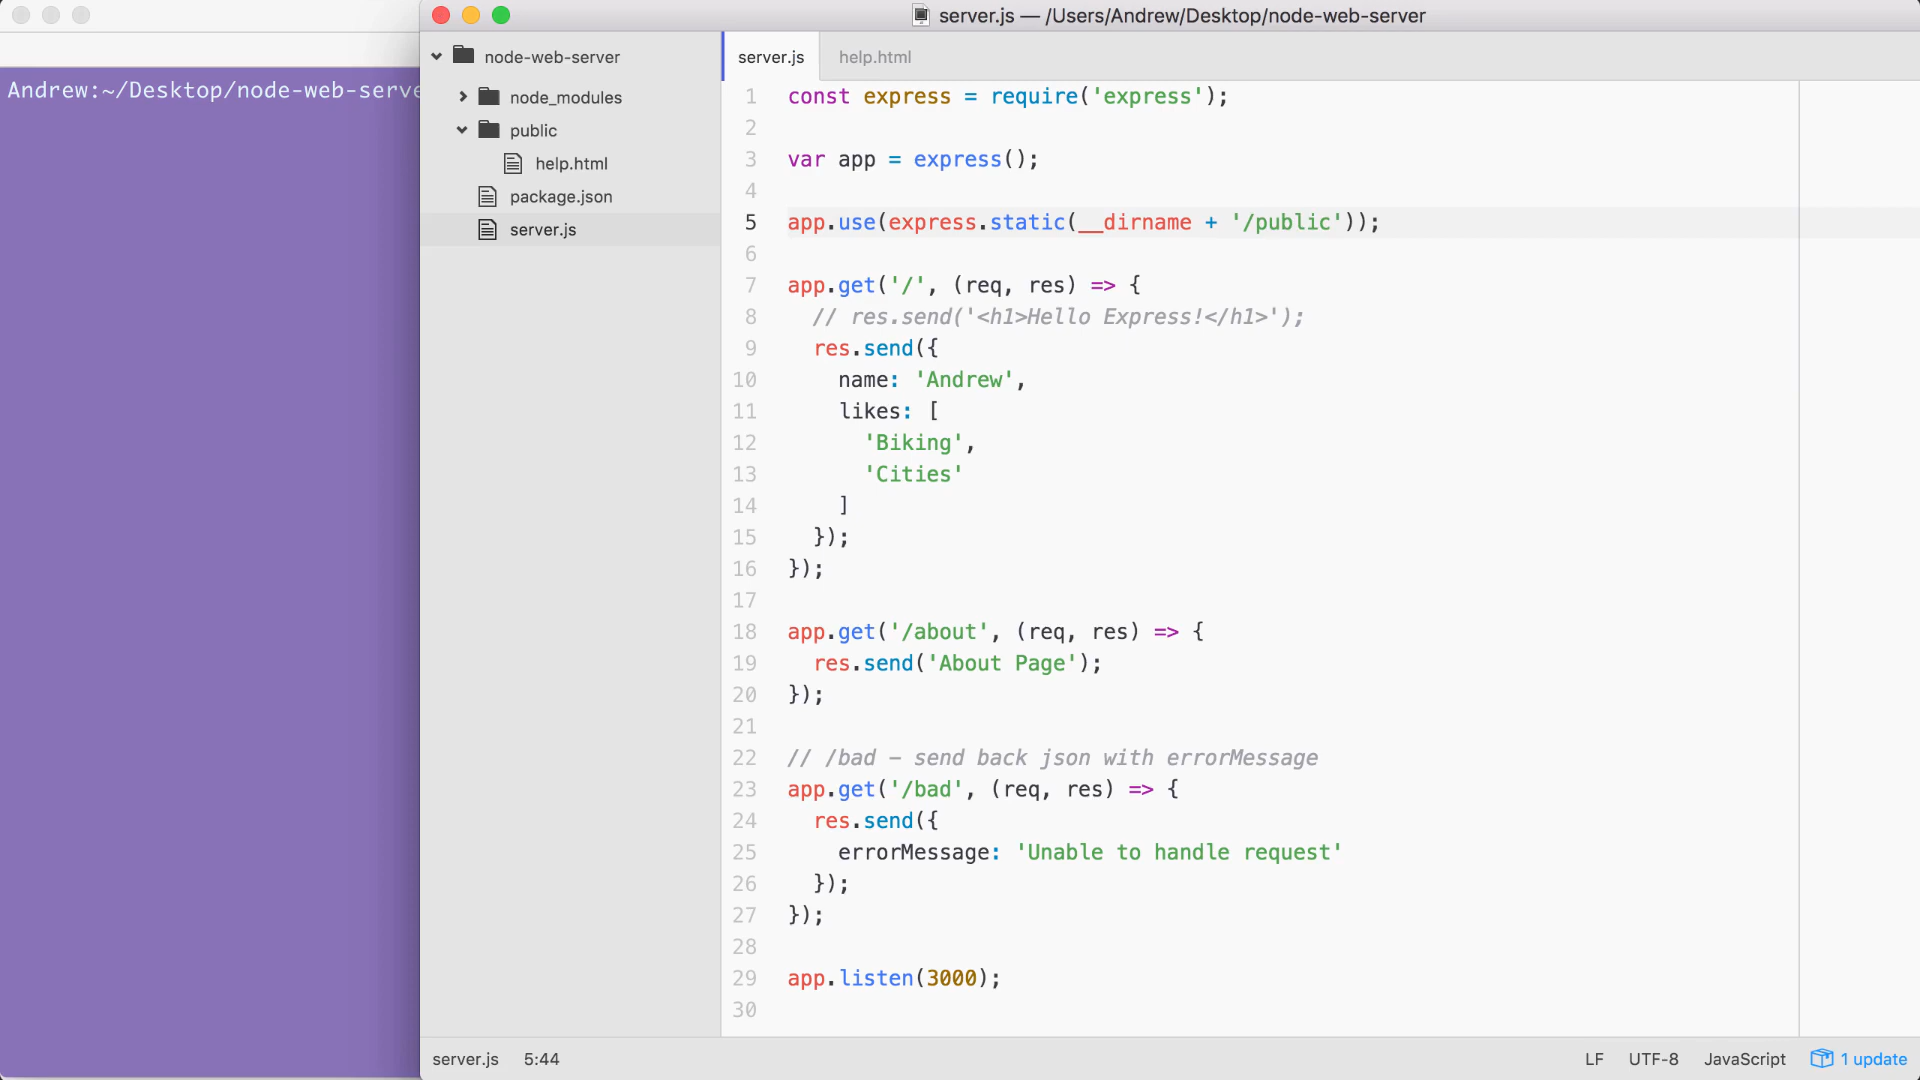 server.js — /Users/Andrew/Desktop/node-web-server
Andrew:~/Desktop/node-web-serve
node-web-server
node_modules
public
help.html
package.json
server.js
server.js
help.html
1 const express = require('express');
2
3 var app = express();
4
5 app.use(express.static(__dirname + '/public'));
6
7 app.get('/', (req, res) => {
8   // res.send('<h1>Hello Express!</h1>');
9   res.send({
10     name: 'Andrew',
11     likes: [
12       'Biking',
13       'Cities'
14     ]
15   });
16 });
17
18 app.get('/about', (req, res) => {
19   res.send('About Page');
20 });
21
22 // /bad – send back json with errorMessage
23 app.get('/bad', (req, res) => {
24   res.send({
25     errorMessage: 'Unable to handle request'
26   });
27 });
28
29 app.listen(3000);
30
server.js 5:44
LF UTF-8 JavaScript 1 update